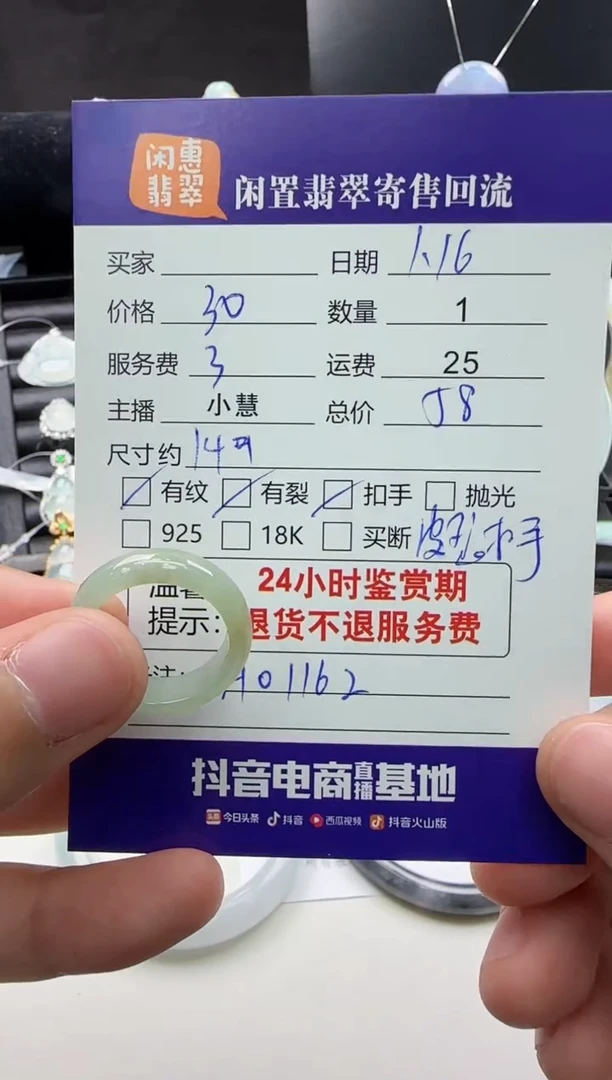 闲惠
翡翠
闲置翡翠寄售回流
买家 日期 1.16
价格 30 数量 1
服务费 3 运费 25
主播 小慧 总价 58
尺寸约 14
有纹 有裂 扣手 抛光
925 18K 买断
温馨 24小时鉴赏期
提示: 退货不退服务费
注: 101162
抖音电商直播基地
头条 今日头条 抖音 西瓜视频 抖音火山版